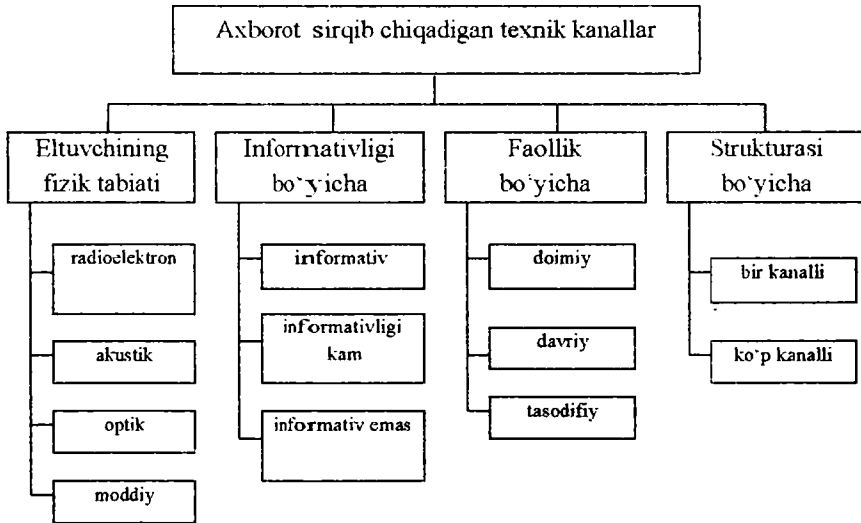 Axborot sirqib chiqadigan texnik kanallar
Eltuvchining
fizik tabiati
radioelektron
akustik
optik
moddiy
Informativligi
bo‘yicha
informativ
informativligi
kam
informativ emas
Faollik
bo‘yicha
doimiy
davriy
tasodifiy
Strukturasi
bo‘yicha
bir kanalli
ko‘p kanalli